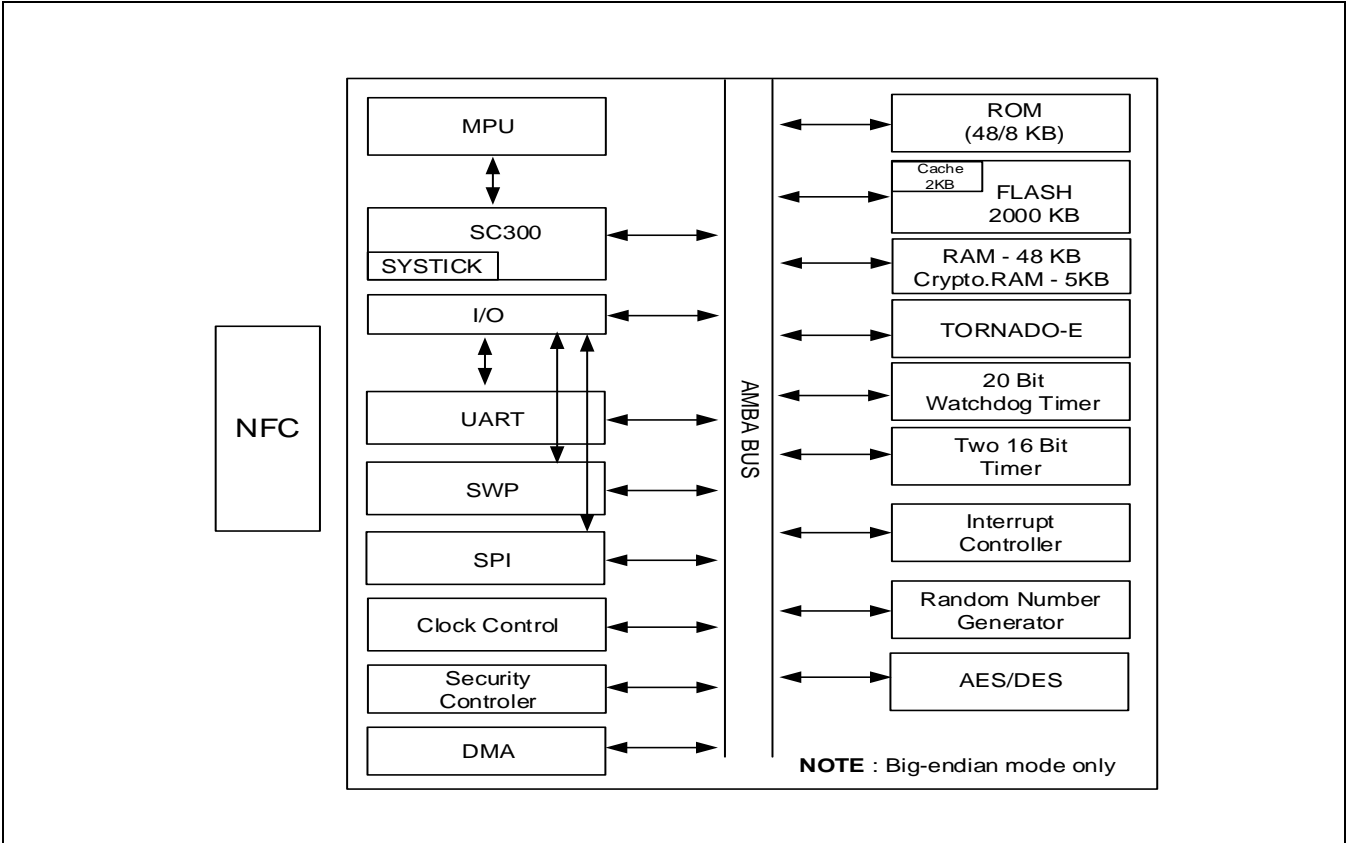 NFC
MPU
SC300
SYSTICK
I/O
UART
SWP
SPI
Clock Control
Security
Controler
DMA
AMBA BUS
ROM
(48/8 KB)
Cache
2KB
FLASH
2000 KB
RAM - 48 KB
Crypto.RAM - 5KB
TORNADO-E
20 Bit
Watchdog Timer
Two 16 Bit
Timer
Interrupt
Controller
Random Number
Generator
AES/DES
NOTE : Big-endian mode only